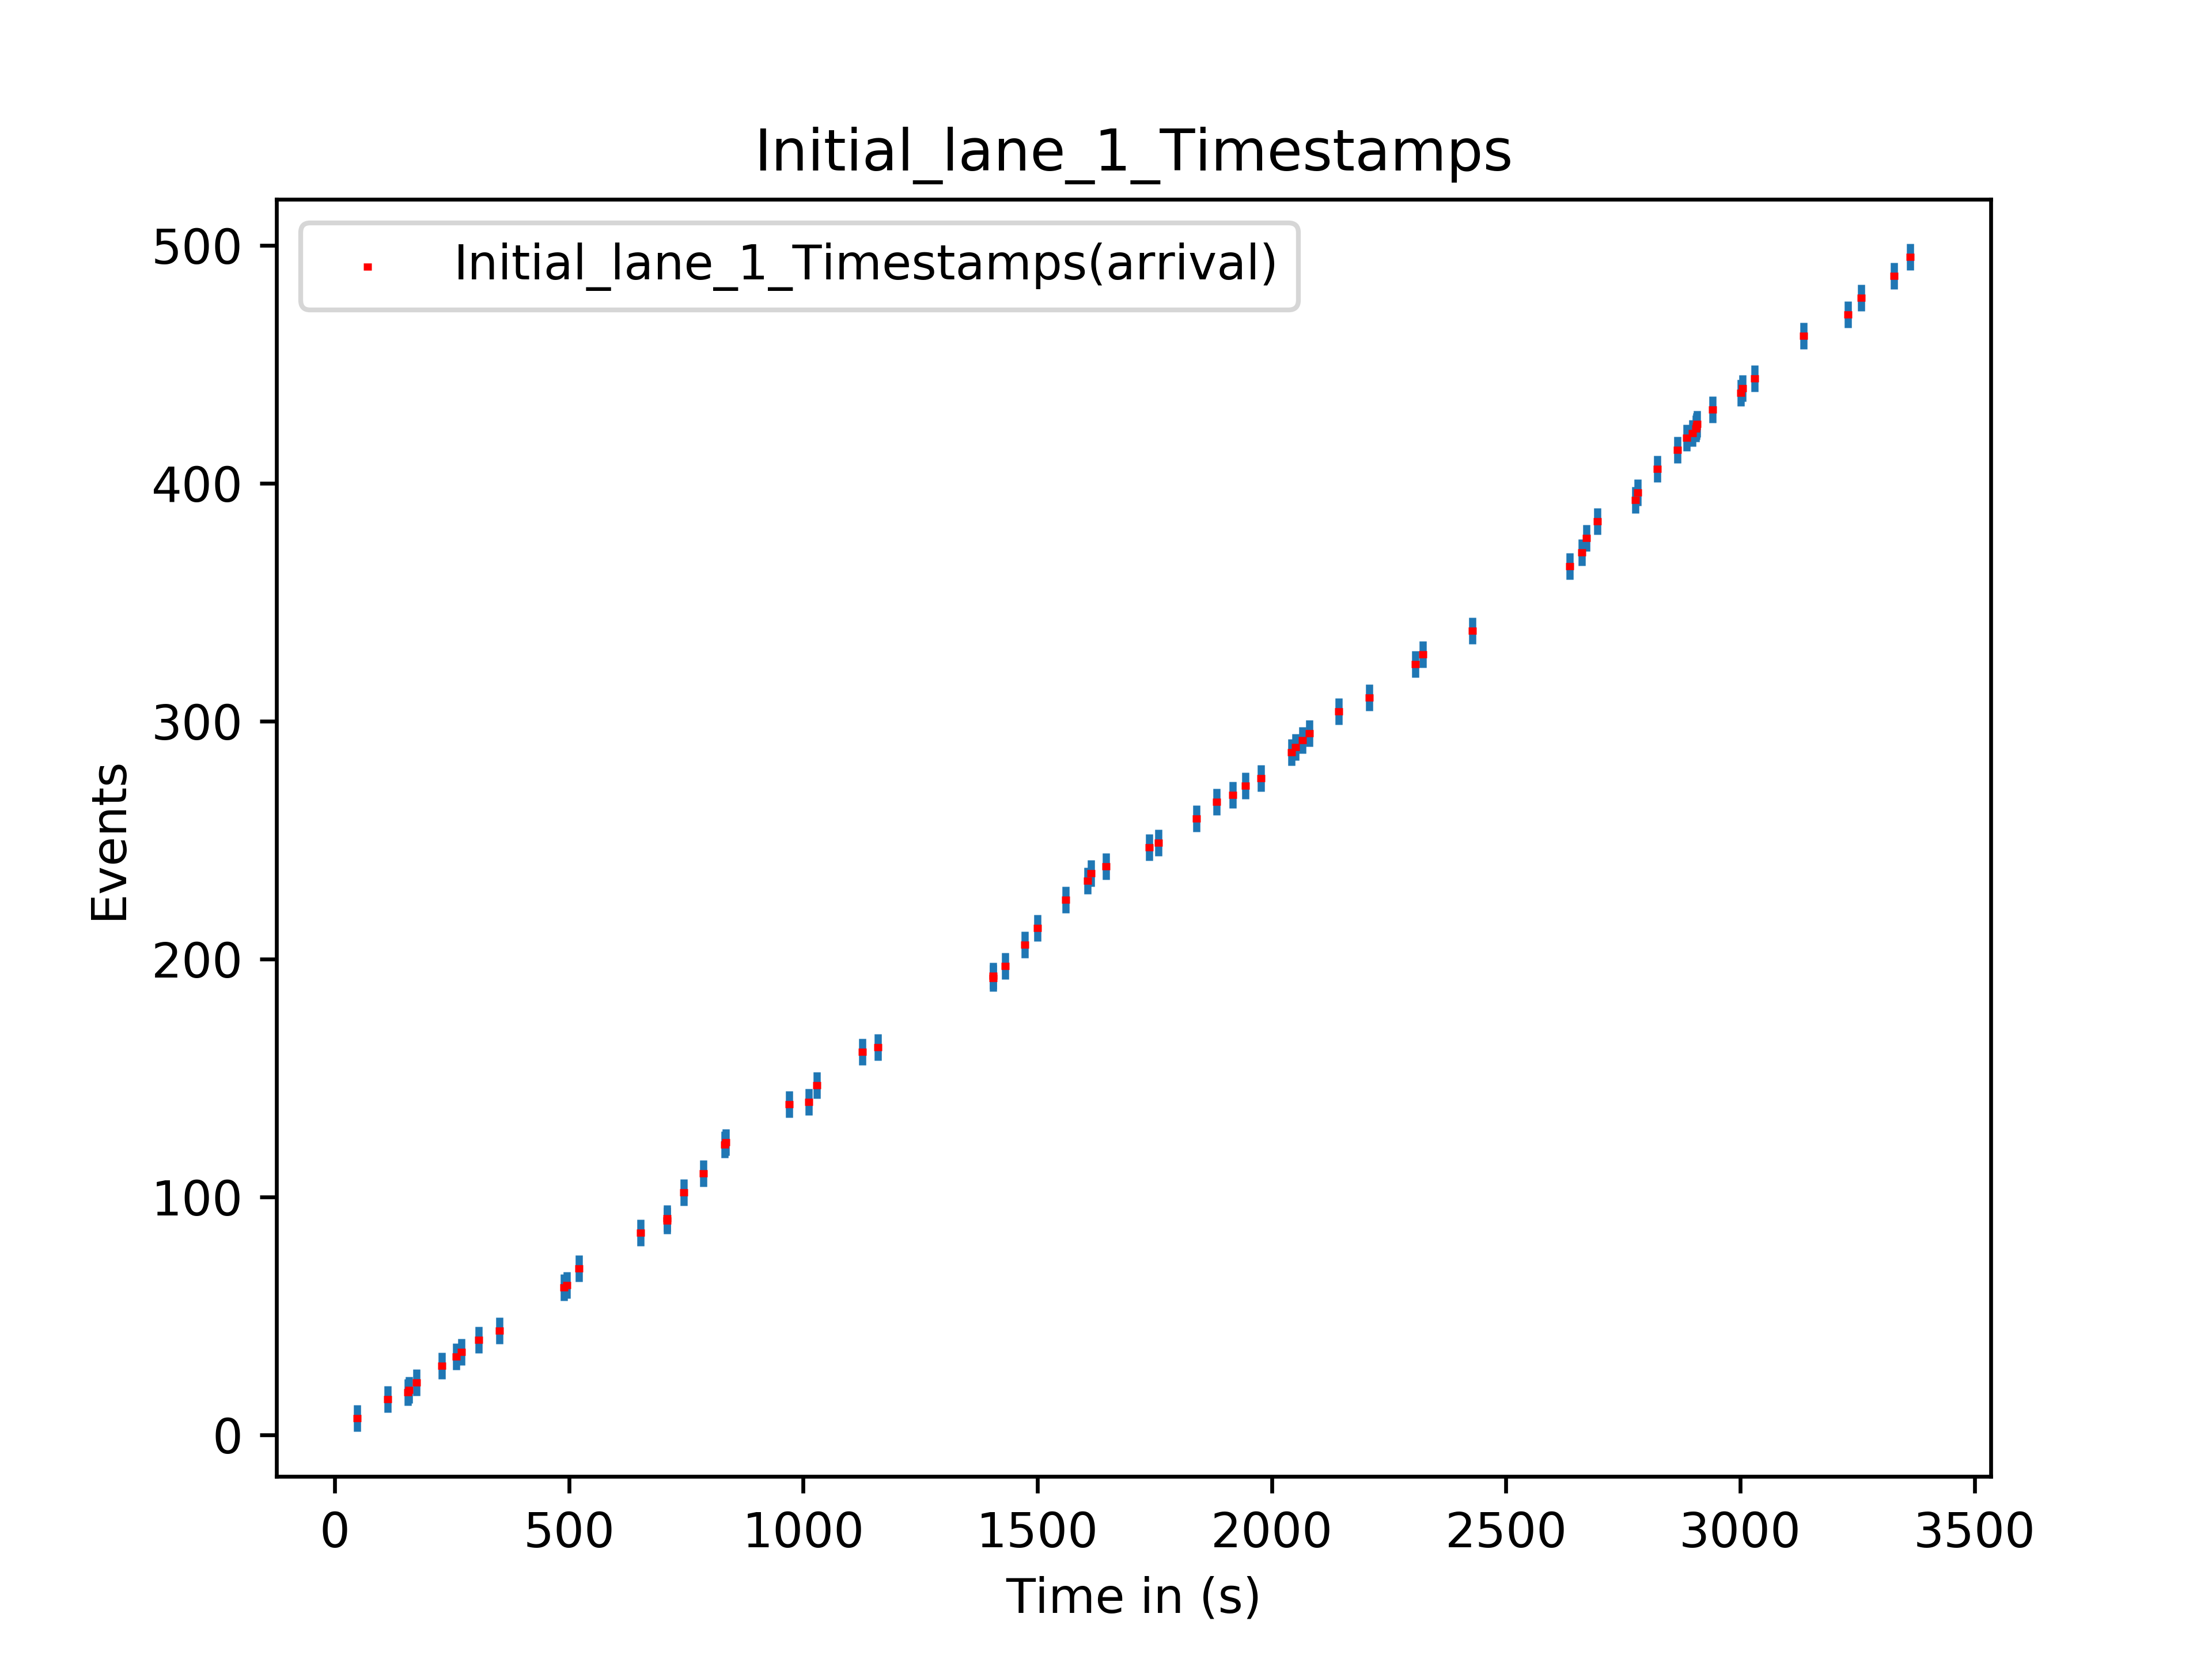 Initial_lane_1_Timestamps
Initial_lane_1_Timestamps(arrival)
500
400
300
200
100
0
Events
0 500 1000 1500 2000 2500 3000 3500
Time in (s)